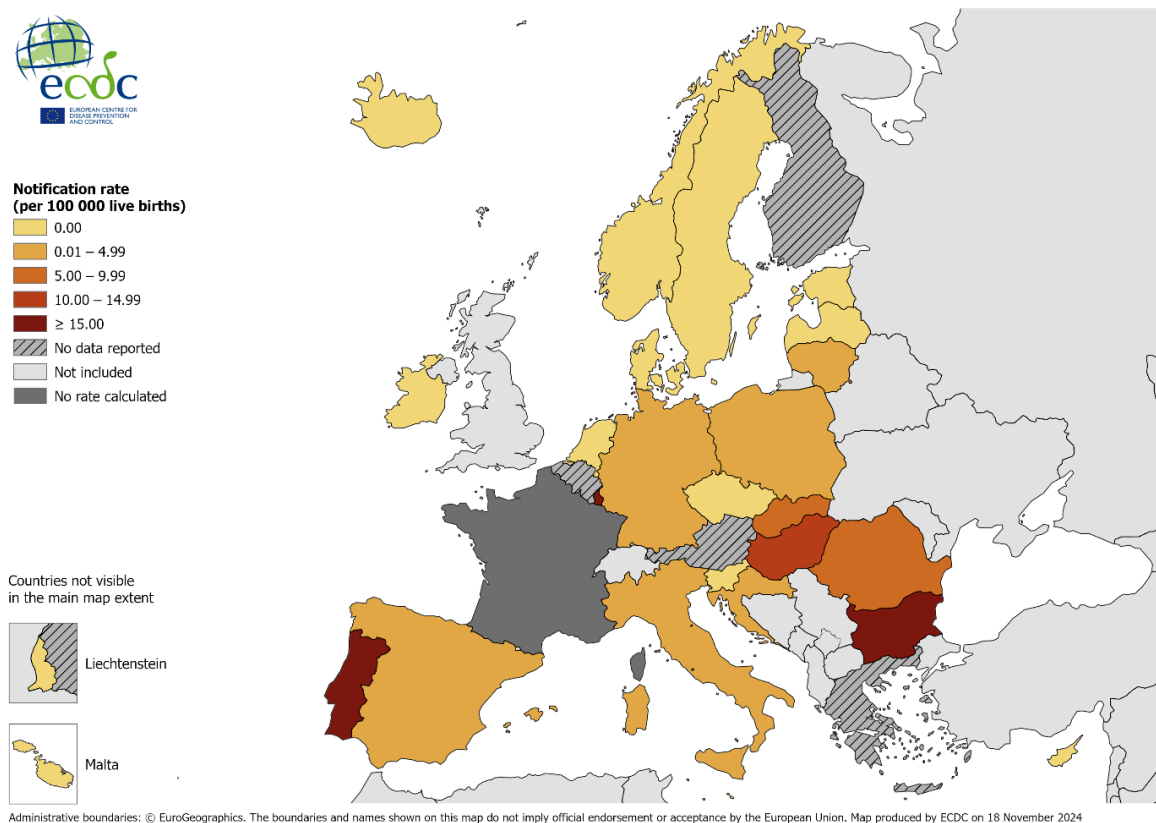 ecdc
EUROPEAN CENTRE FOR
DISEASE PREVENTION
AND CONTROL
Notification rate
(per 100 000 live births)
0.00
0.01 – 4.99
5.00 – 9.99
10.00 – 14.99
≥ 15.00
No data reported
Not included
No rate calculated
Countries not visible
in the main map extent
Liechtenstein
Malta
Administrative boundaries: © EuroGeographics. The boundaries and names shown on this map do not imply official endorsement or acceptance by the European Union. Map produced by ECDC on 18 November 2024